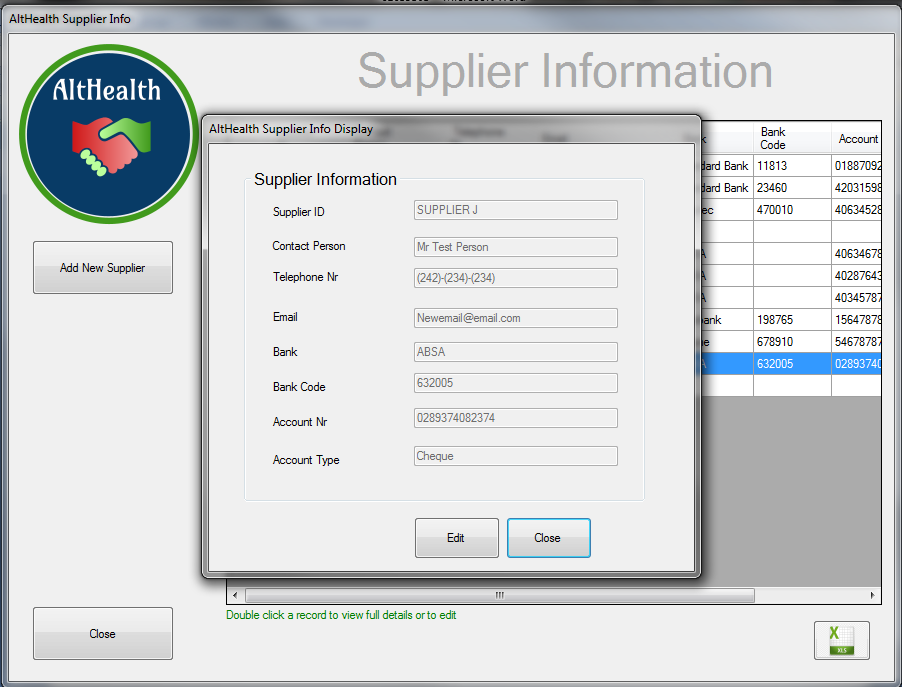 AltHealth Supplier Info
AltHealth
Supplier Information
Add New Supplier
Close
AltHealth Supplier Info Display
Supplier Information
Supplier ID SUPPLIER J
Contact Person Mr Test Person
Telephone Nr (242)-(234)-(234)
Email Newemail@email.com
Bank ABSA
Bank Code 632005
Account Nr 0289374082374
Account Type Cheque
Edit Close
Bank
Code Account
dard Bank 11813 01887092
dard Bank 23460 42031598
ec 470010 40634528
A 40634678
A 40287643
A 40345787
bank 198765 15647878
ne 678910 54678787
A 632005 02893740
Double click a record to view full details or to edit
XLS